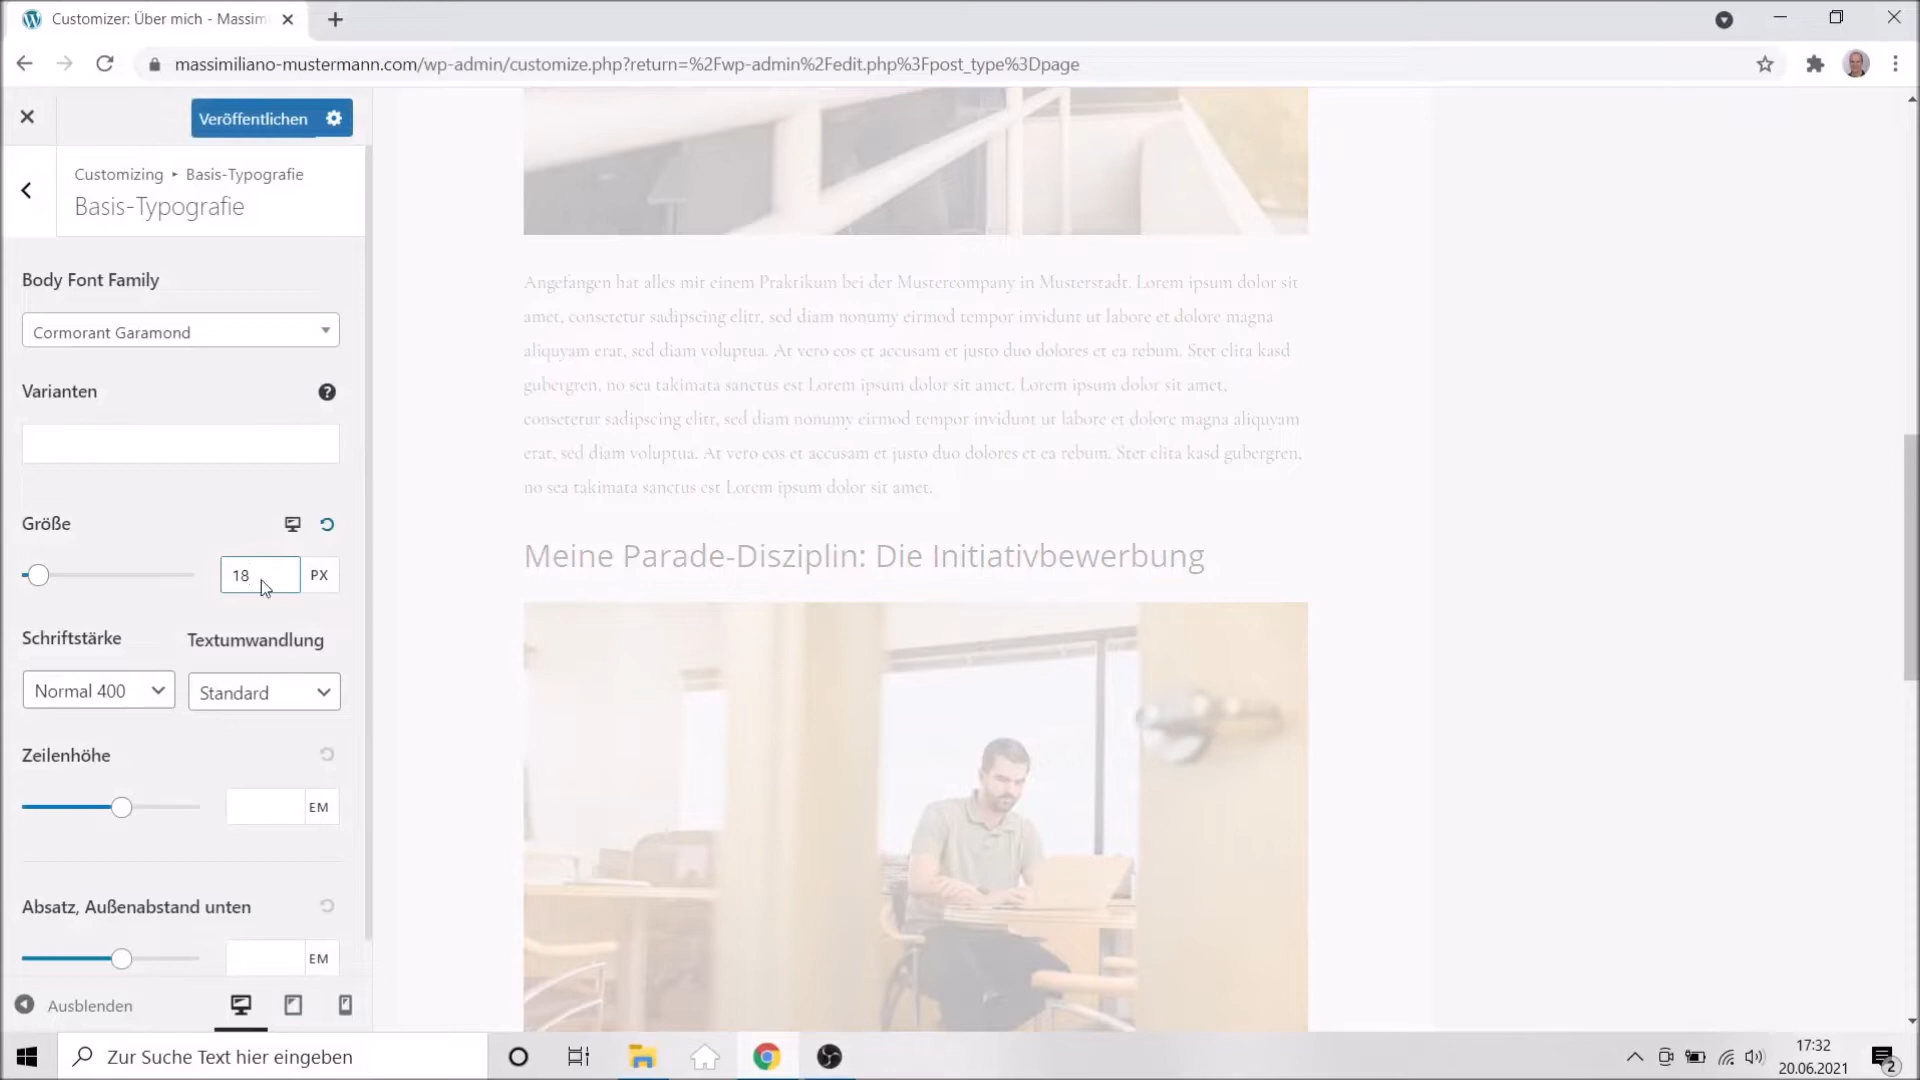 Customizer: Über mich - Massim
massimiliano-mustermann.com/wp-admin/customize.php?return=%2Fwp-admin%2Fedit.php%3Fpost_type%3Dpage
Veröffentlichen
Customizing ▸ Basis-Typografie
Basis-Typografie
Body Font Family
Cormorant Garamond
Varianten
Größe
18
PX
Schriftstärke
Textumwandlung
Normal 400
Standard
Zeilenhöhe
EM
Absatz, Außenabstand unten
EM
Ausblenden
Angefangen hat alles mit einem Praktikum bei der Mustercompany in Musterstadt. Lorem ipsum dolor sit
amet, consetetur sadipscing elitr, sed diam nonumy eirmod tempor invidunt ut labore et dolore magna
aliquyam erat, sed diam voluptua. At vero eos et accusam et justo duo dolores et ea rebum. Stet clita kasd
gubergren, no sea takimata sanctus est Lorem ipsum dolor sit amet. Lorem ipsum dolor sit amet,
consetetur sadipscing elitr, sed diam nonumy eirmod tempor invidunt ut labore et dolore magna aliquyam
erat, sed diam voluptua. At vero eos et accusam et justo duo dolores et ea rebum. Stet clita kasd gubergren,
no sea takimata sanctus est Lorem ipsum dolor sit amet.
Meine Parade-Disziplin: Die Initiativbewerbung
Zur Suche Text hier eingeben
17:32
20.06.2021
2